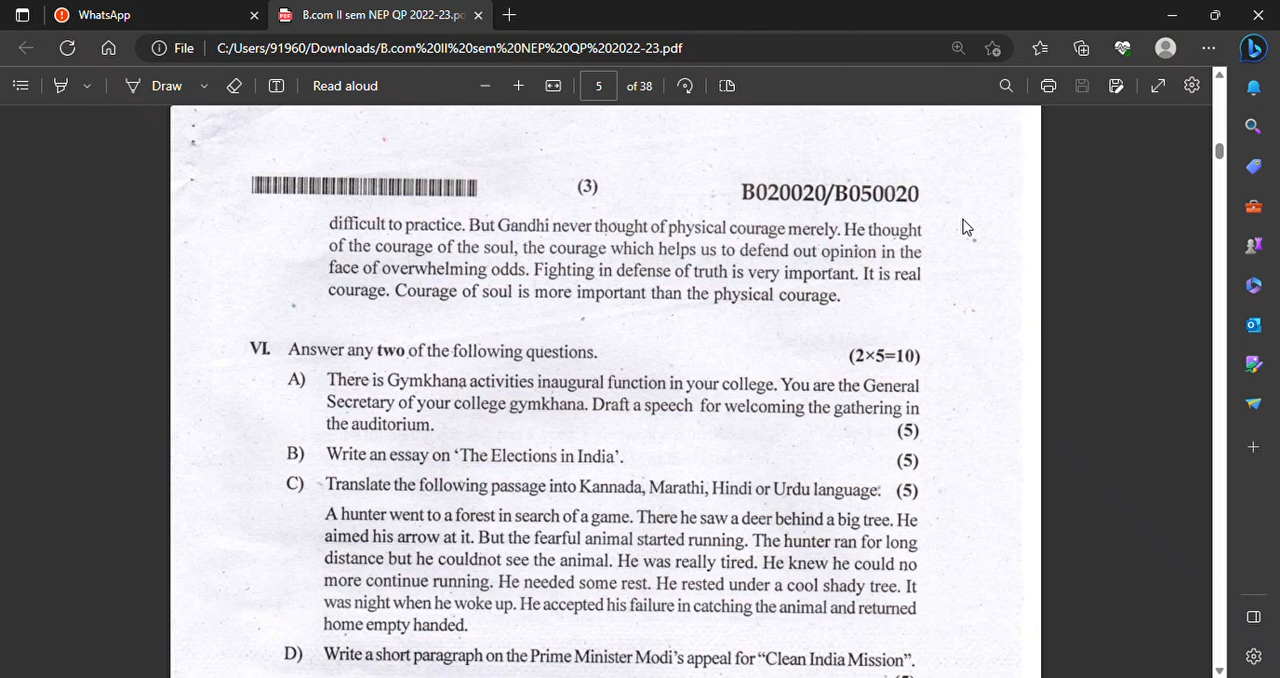 WhatsApp
B.com II sem NEP QP 2022-23.pd
File
C:/Users/91960/Downloads/B.com%20II%20sem%20NEP%20QP%202022-23.pdf
Draw
Read aloud
5
of 38
(3)
B020020/B050020
difficult to practice. But Gandhi never thought of physical courage merely. He thought
of the courage of the soul, the courage which helps us to defend out opinion in the
face of overwhelming odds. Fighting in defense of truth is very important. It is real
courage. Courage of soul is more important than the physical courage.
VI. Answer any two of the following questions. (2×5=10)
A) There is Gymkhana activities inaugural function in your college. You are the General
Secretary of your college gymkhana. Draft a speech for welcoming the gathering in
the auditorium. (5)
B) Write an essay on ‘The Elections in India’. (5)
C) Translate the following passage into Kannada, Marathi, Hindi or Urdu language: (5)
A hunter went to a forest in search of a game. There he saw a deer behind a big tree. He
aimed his arrow at it. But the fearful animal started running. The hunter ran for long
distance but he couldnot see the animal. He was really tired. He knew he could no
more continue running. He needed some rest. He rested under a cool shady tree. It
was night when he woke up. He accepted his failure in catching the animal and returned
home empty handed.
D) Write a short paragraph on the Prime Minister Modi’s appeal for “Clean India Mission”.